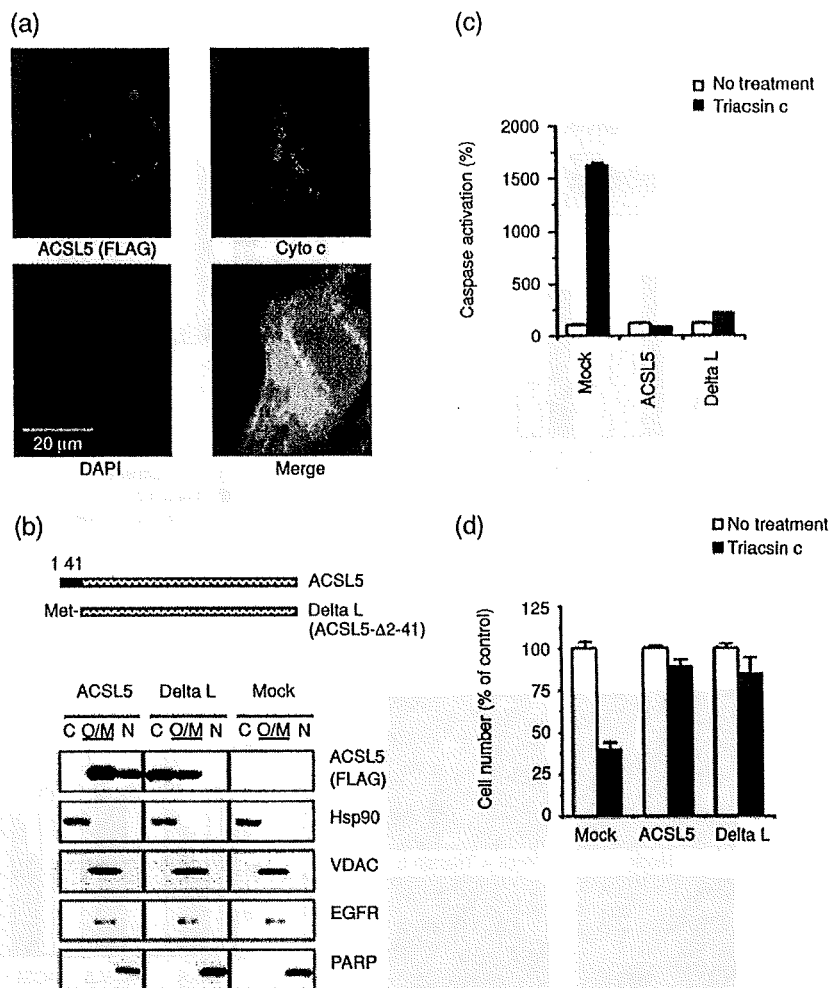 (a)
ACSL5 (FLAG)
Cyto c
20 µm
DAPI
Merge
(b)
1 41
ACSL5
Met-
Delta L
(ACSL5-Δ2-41)
ACSL5 Delta L Mock
C O/M N C O/M N C O/M N
ACSL5
(FLAG)
Hsp90
VDAC
EGFR
PARP
(c)
No treatment
Triacsin c
Caspase activation (%)
2000
1500
1000
500
0
Mock
ACSL5
Delta L
(d)
No treatment
Triacsin c
Cell number (% of control)
125
100
75
50
25
0
Mock ACSL5 Delta L